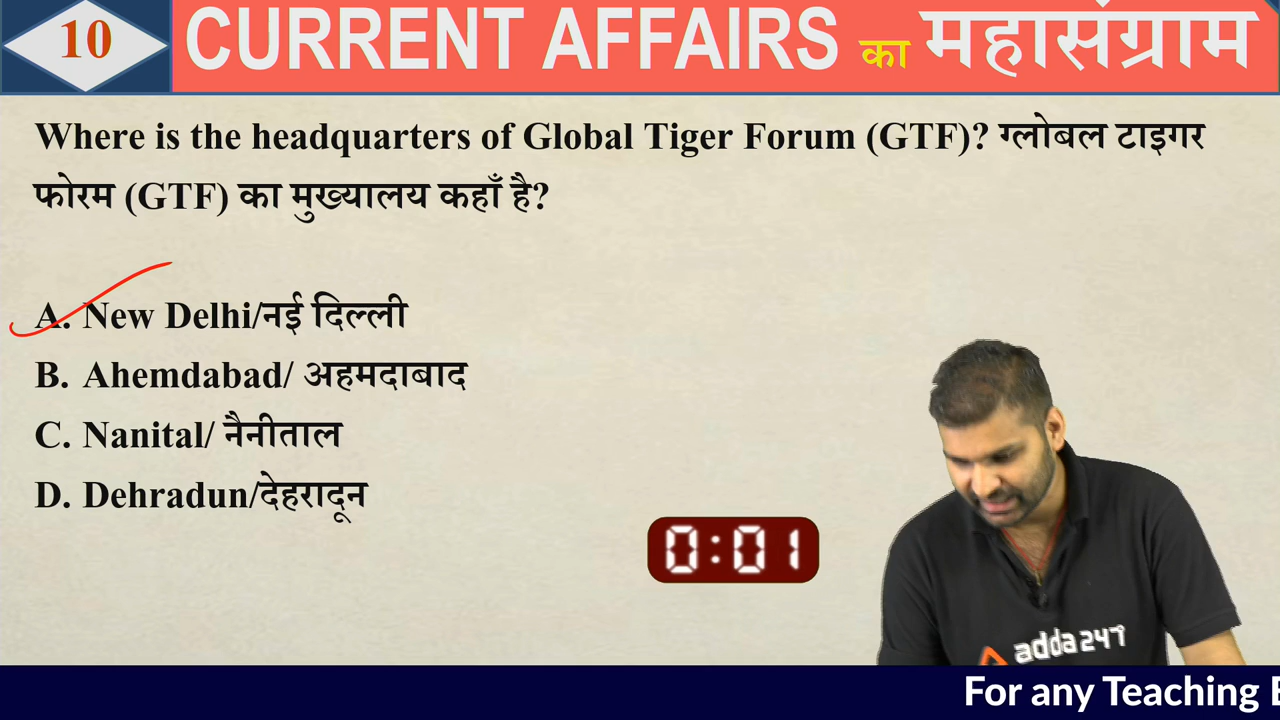 10
CURRENT AFFAIRS का महासंग्राम
Where is the headquarters of Global Tiger Forum (GTF)? ग्लोबल टाइगर
फोरम (GTF) का मुख्यालय कहाँ है?
A. New Delhi/नई दिल्ली
B. Ahemdabad/ अहमदाबाद
C. Nanital/ नैनीताल
D. Dehradun/देहरादून
0:01
adda247
For any Teaching E